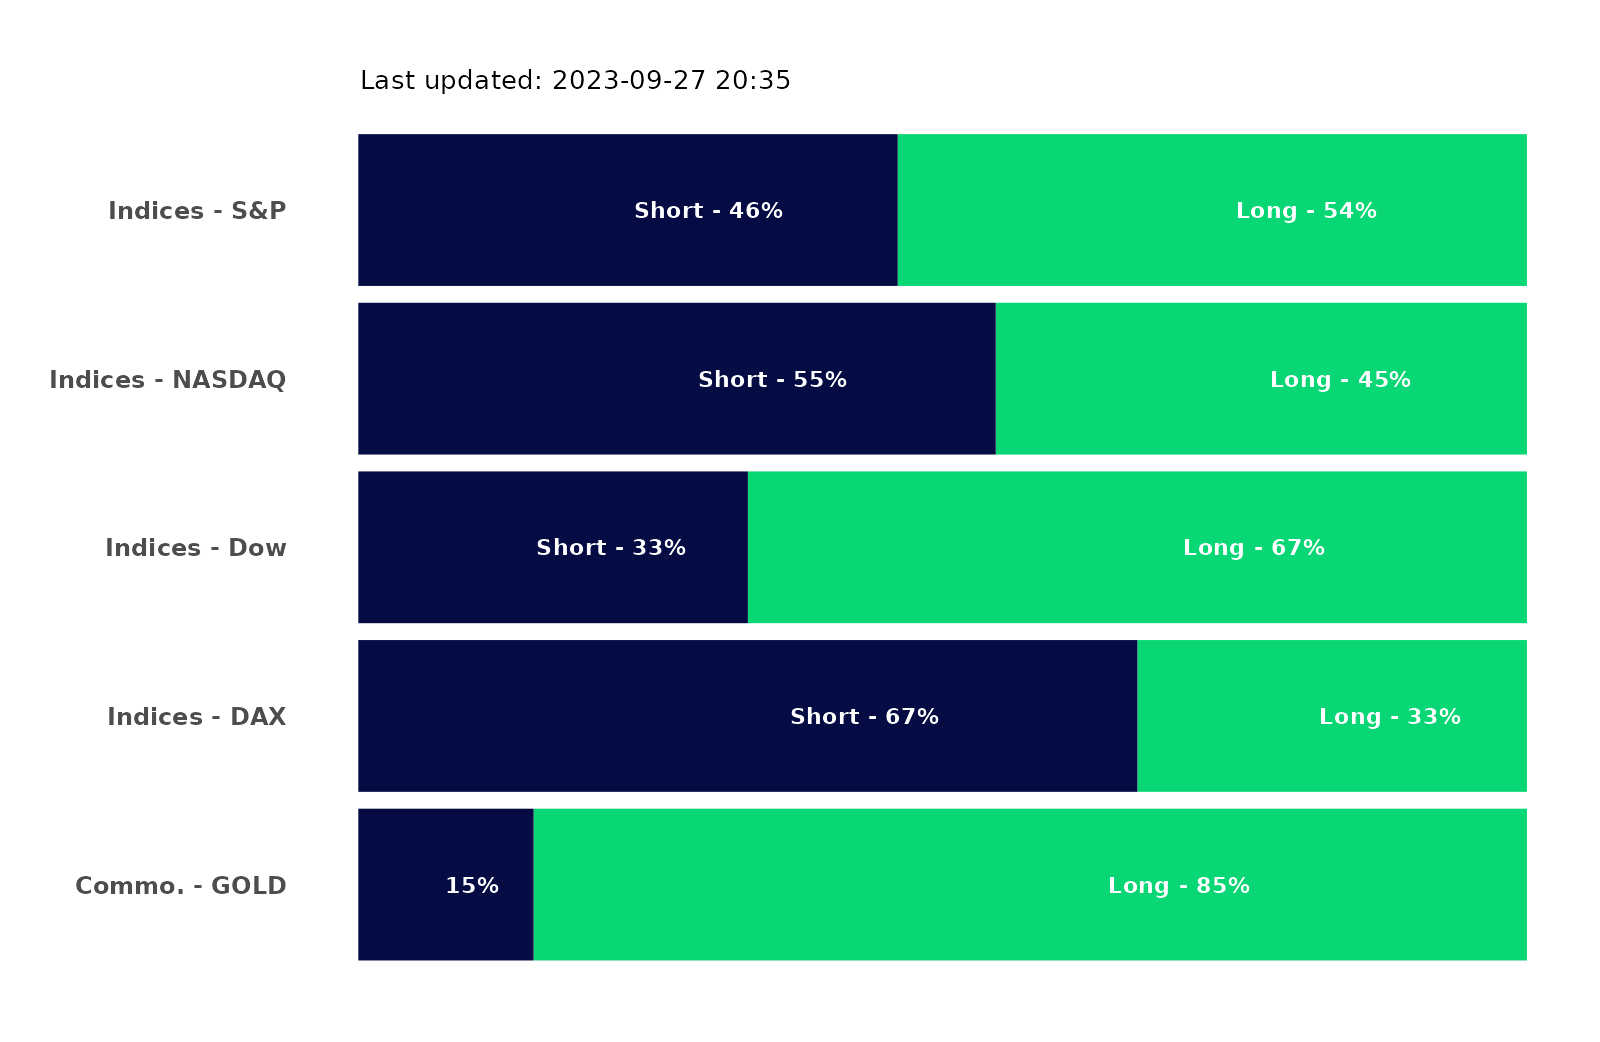 Last updated: 2023-09-27 20:35
Indices - S&P
Short - 46%
Long - 54%
Indices - NASDAQ
Short - 55%
Long - 45%
Indices - Dow
Short - 33%
Long - 67%
Indices - DAX
Short - 67%
Long - 33%
Commo. - GOLD
15%
Long - 85%